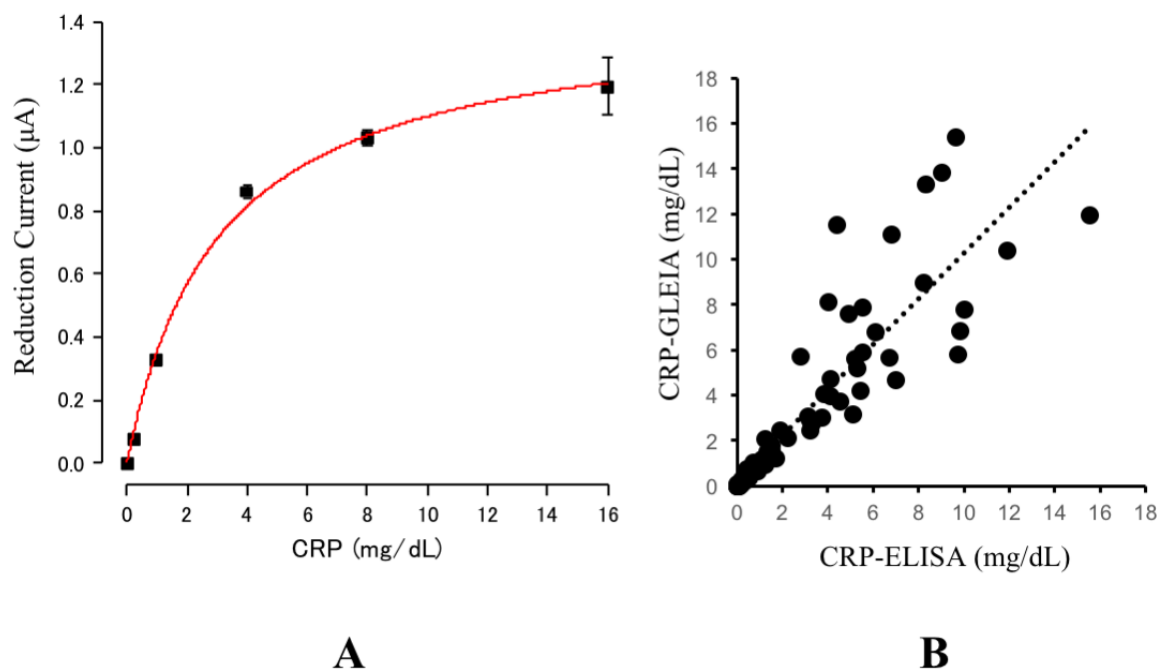 1.4
1.2
1.0
0.8
0.6
0.4
0.2
0.0
Reduction Current (μA)
0 2 4 6 8 10 12 14 16
CRP (mg/dL)
A
18
16
14
12
10
8
6
4
2
0
CRP-GLEIA (mg/dL)
0 2 4 6 8 10 12 14 16 18
CRP-ELISA (mg/dL)
B